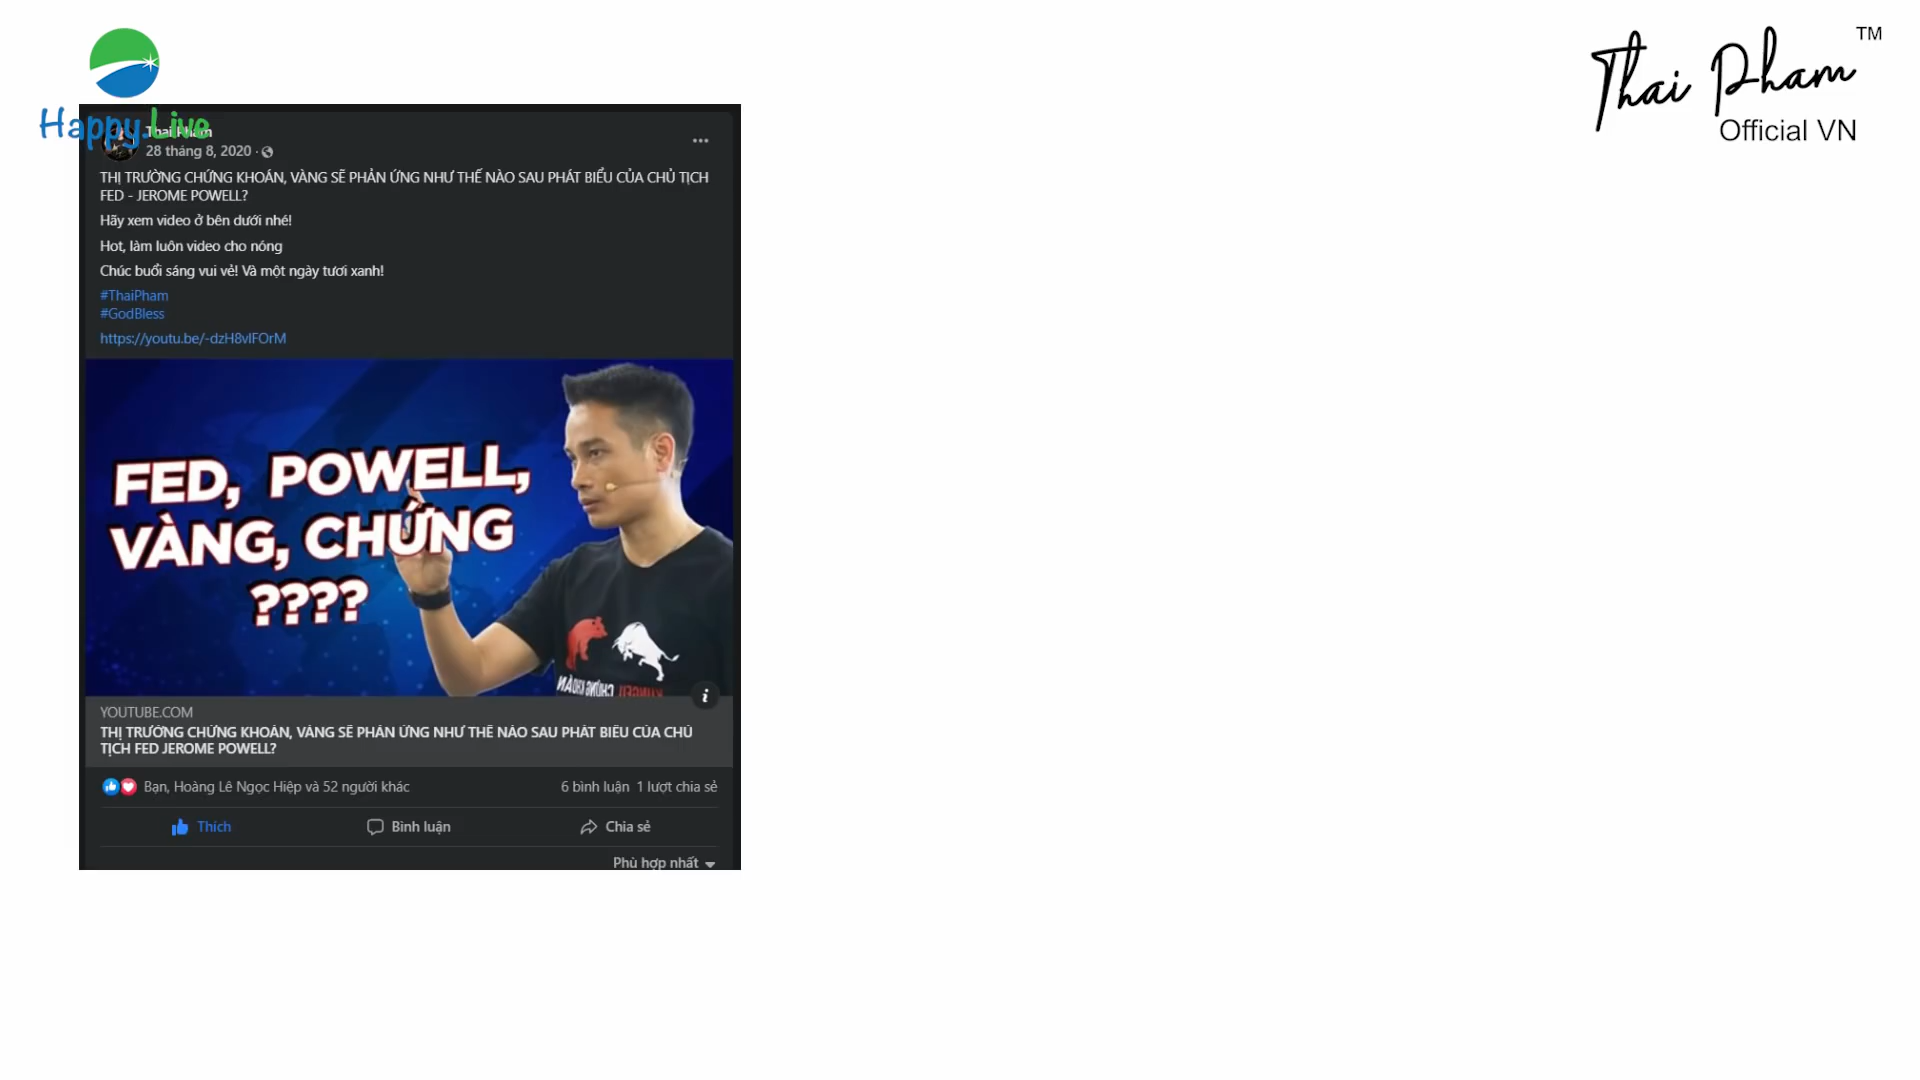 Happy.Live
Thai Pham
TM
Official VN
Thai Pham
28 tháng 8, 2020 ·
THỊ TRƯỜNG CHỨNG KHOÁN, VÀNG SẼ PHẢN ỨNG NHƯ THẾ NÀO SAU PHÁT BIỂU CỦA CHỦ TỊCH
FED - JEROME POWELL?
Hãy xem video ở bên dưới nhé!
Hot, làm luôn video cho nóng
Chúc buổi sáng vui vẻ! Và một ngày tươi xanh!
#ThaiPham
#GodBless
https://youtu.be/-dzH8vlFOrM
FED, POWELL,
VÀNG, CHỨNG
????
CHỨNG KHOÁN
YOUTUBE.COM
THỊ TRƯỜNG CHỨNG KHOÁN, VÀNG SẼ PHẢN ỨNG NHƯ THẾ NÀO SAU PHÁT BIỂU CỦA CHỦ
TỊCH FED JEROME POWELL?
Bạn, Hoàng Lê Ngọc Hiệp và 52 người khác
6 bình luận 1 lượt chia sẻ
Thích
Bình luận
Chia sẻ
Phù hợp nhất